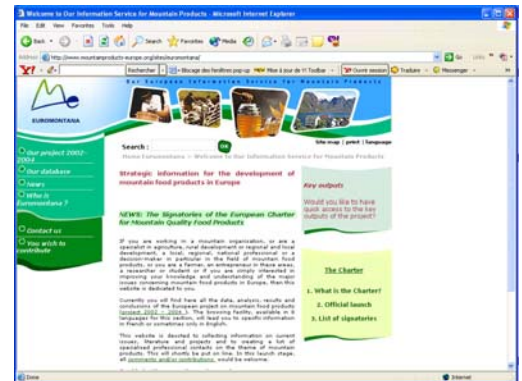 Welcome to Our Information Service for Mountain Products - Microsoft Internet Explorer
File Edit View Favorites Tools Help
Back Search Favorites Media
Address http://www.mountainproducts-europe.org/sites/euromontana/ Go Links
Y! Rechercher Blocage des fenêtres pop-up Mise à jour de Y! Toolbar Ouvrir session Traduire Messenger
Our European Information Service for Mountain Products
EUROMONTANA
Search : OK
Site map | print | language
Home Euromontana > Welcome to Our Information Service for Mountain Products
Our project 2002-
2004
Our database
News
Who is
Euromontana ?
Contact us
You wish to
contribute
Strategic information for the development of
mountain food products in Europe
NEWS: The Signatories of the European Charter
for Mountain Quality Food Products
If you are working in a mountain organization, or are a
specialist in agriculture, rural development or regional and local
development, a local, regional, national professional or a
decision-maker in particular in the field of mountain food
products, or you are a farmer, an entrepreneur in these areas,
a researcher or student or if you are simply interested in
improving your knowledge and understanding of the major
issues concerning mountain food products in Europe, then this
website is dedicated to you.
Currently you will find here all the data, analysis, results and
conclusions of the European project on mountain food products
(project 2002 - 2004 ). The browsing facility, available in 8
languages for this section, will lead you to specific information
in French or sometimes only in English.
This website is devoted to collecting information on current
issues, literature and projects and to creating a list of
specialised professional contacts on the theme of mountain
products. This will shortly be put on line. In this launch stage,
all comments and/or contributions would be welcome.
Key outputs
Would you like to have
quick access to the key
outputs of the project?
The Charter
1. What is the Charter?
2. Official launch
3. List of signatories
Done Internet